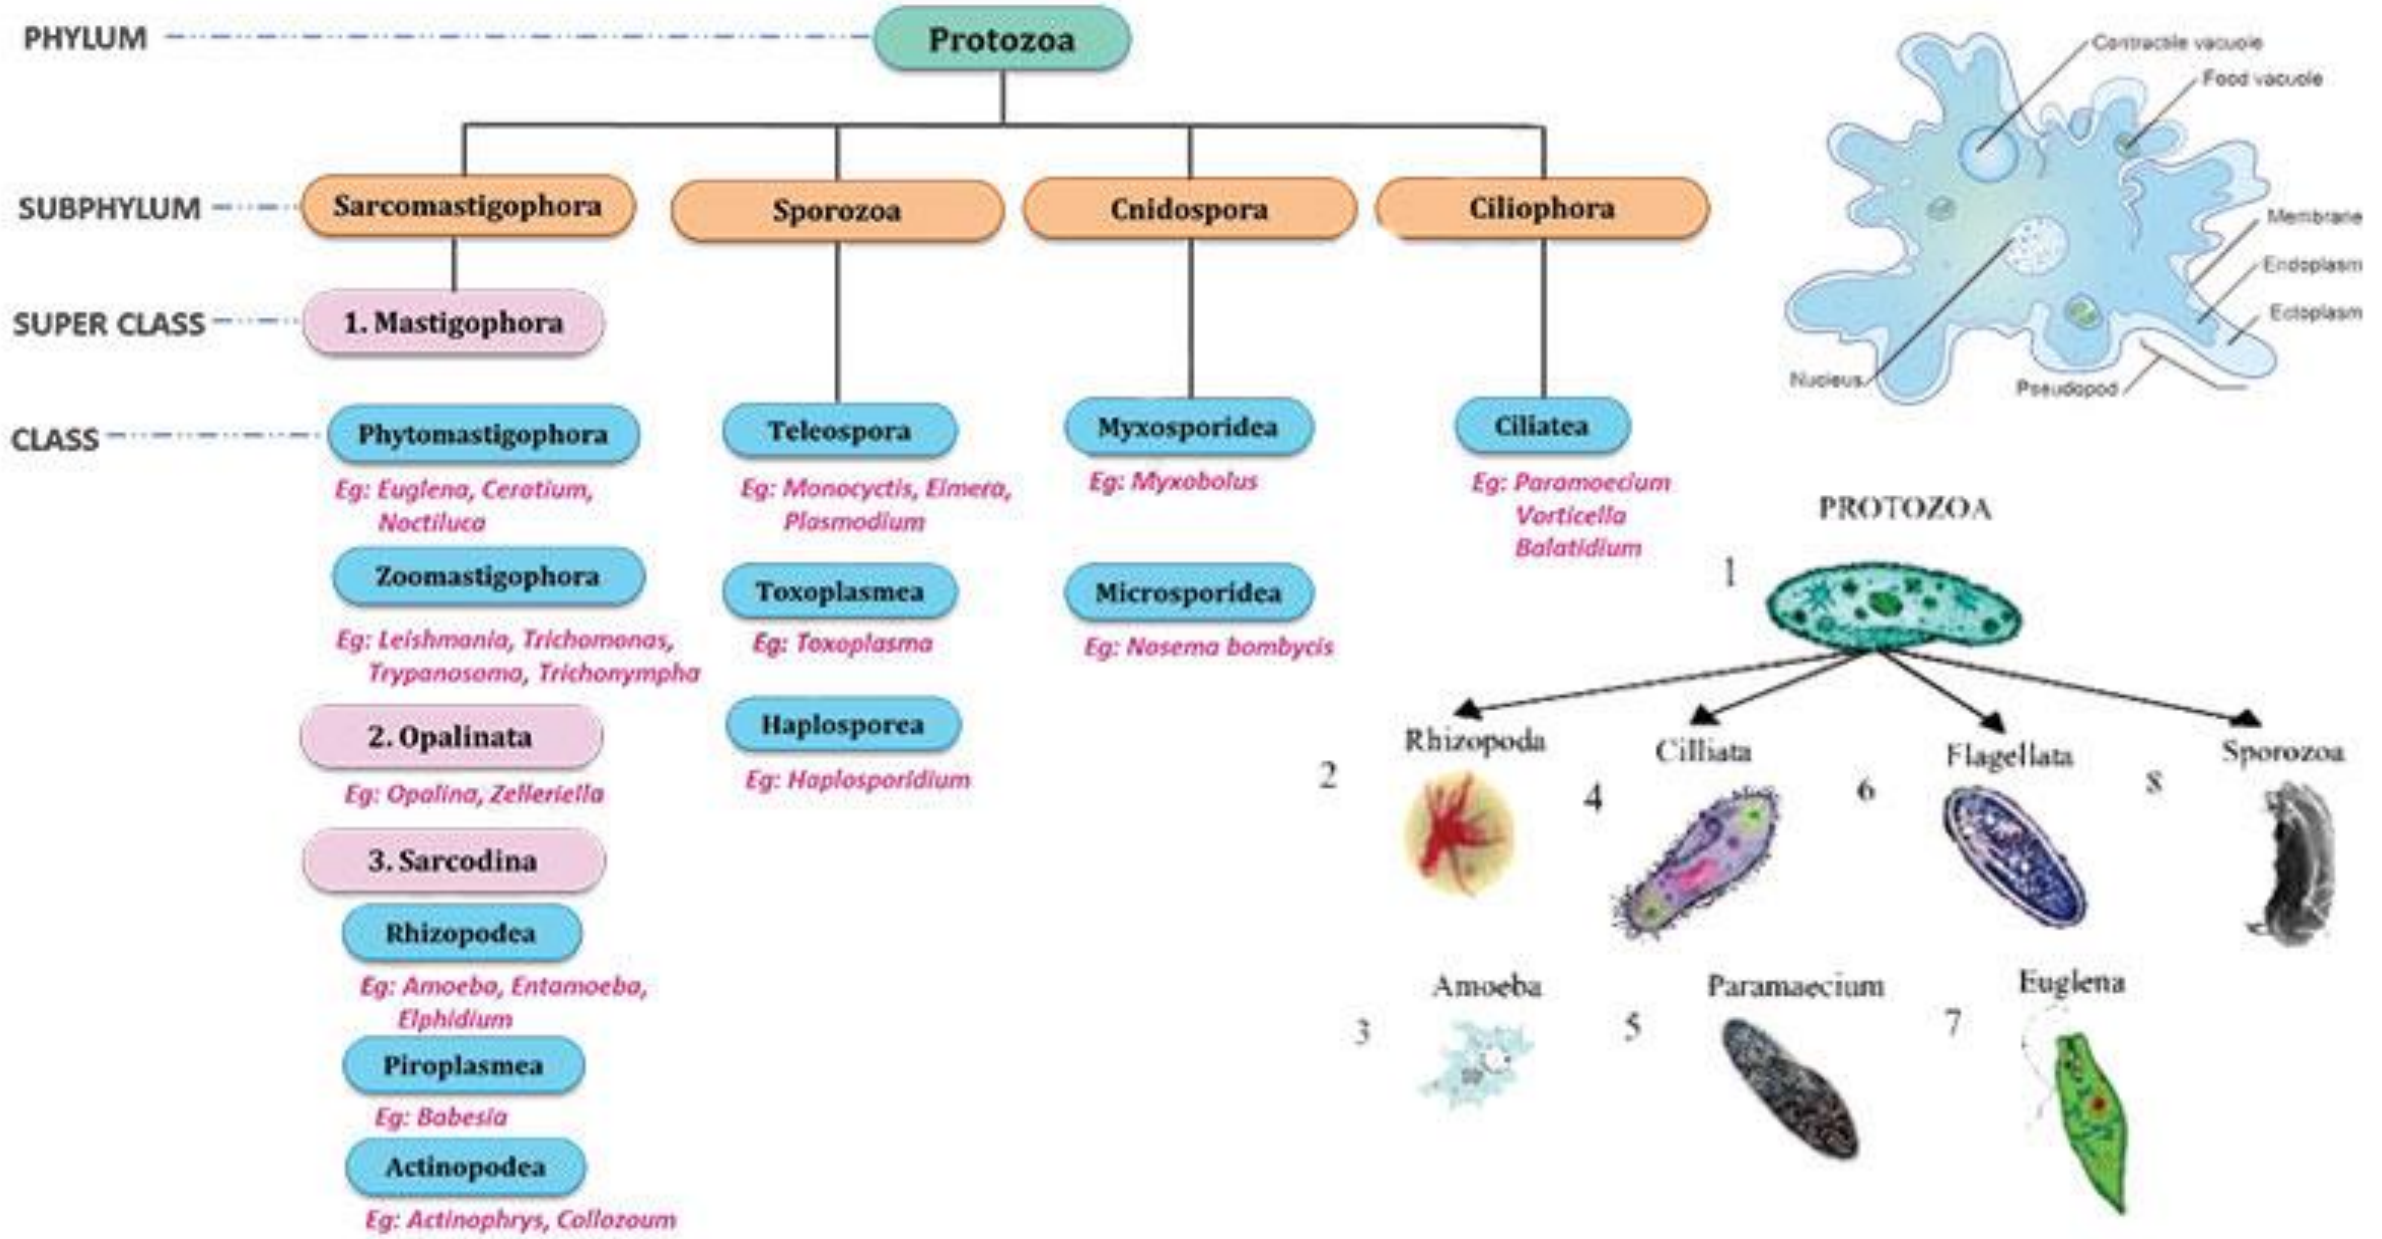 PHYLUM
Protozoa
SUBPHYLUM
Sarcomastigophora
Sporozoa
Cnidospora
Ciliophora
SUPER CLASS
1. Mastigophora
CLASS
Phytomastigophora
Eg: Euglena, Ceratium,
Noctiluca
Zoomastigophora
Eg: Leishmania, Trichomonas,
Trypanosoma, Trichonympha
2. Opalinata
Eg: Opalina, Zelleriella
3. Sarcodina
Rhizopodea
Eg: Amoeba, Entamoeba,
Elphidium
Piroplasmea
Eg: Babesia
Actinopodea
Eg: Actinophrys, Collozoum
Teleospora
Eg: Monocyctis, Eimera,
Plasmodium
Toxoplasmea
Eg: Toxoplasma
Haplosporea
Eg: Haplosporidium
Myxosporidea
Eg: Myxobolus
Microsporidea
Eg: Nosema bombycis
Ciliatea
Eg: Paramoecium
Vorticella
Balatidium
Contractile vacuole
Food vacuole
Membrane
Endoplasm
Ectoplasm
Nucleus
Pseudopod
PROTOZOA
1
Rhizopoda
Cilliata
Flagellata
Sporozoa
2
4
6
8
Amoeba
Paramaecium
Euglena
3
5
7